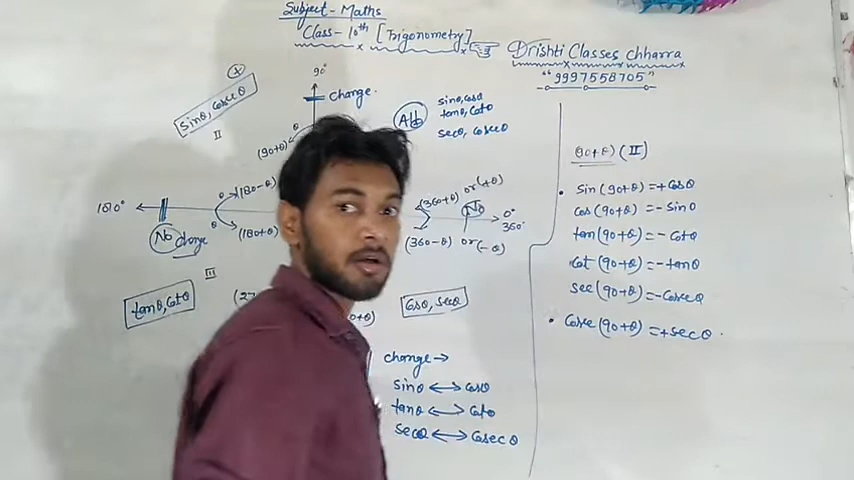 Subject - Maths
Class - 10th [Trigonometry]
Drishti Classes Chharra
"9997558705"
90°
change.
sinθ, cosecθ
II
All
sinθ, cosθ
tanθ, cotθ
secθ, cosecθ
(90+θ)
180°
θ
(180-θ)
θ
(180+θ)
No change
(360+θ) or (+θ)
No
0°
360°
(360-θ) or (-θ)
III
tanθ, cotθ
(27
+θ)
cosθ, secθ
change →
sinθ ↔ cosθ
tanθ ↔ cotθ
secθ ↔ cosecθ
90+θ) (II)
• sin(90+θ) = +cosθ
cos(90+θ) = -sinθ
tan(90+θ) = -cotθ
cot(90+θ) = -tanθ
sec(90+θ) = -cosecθ
• cosec(90+θ) = +secθ